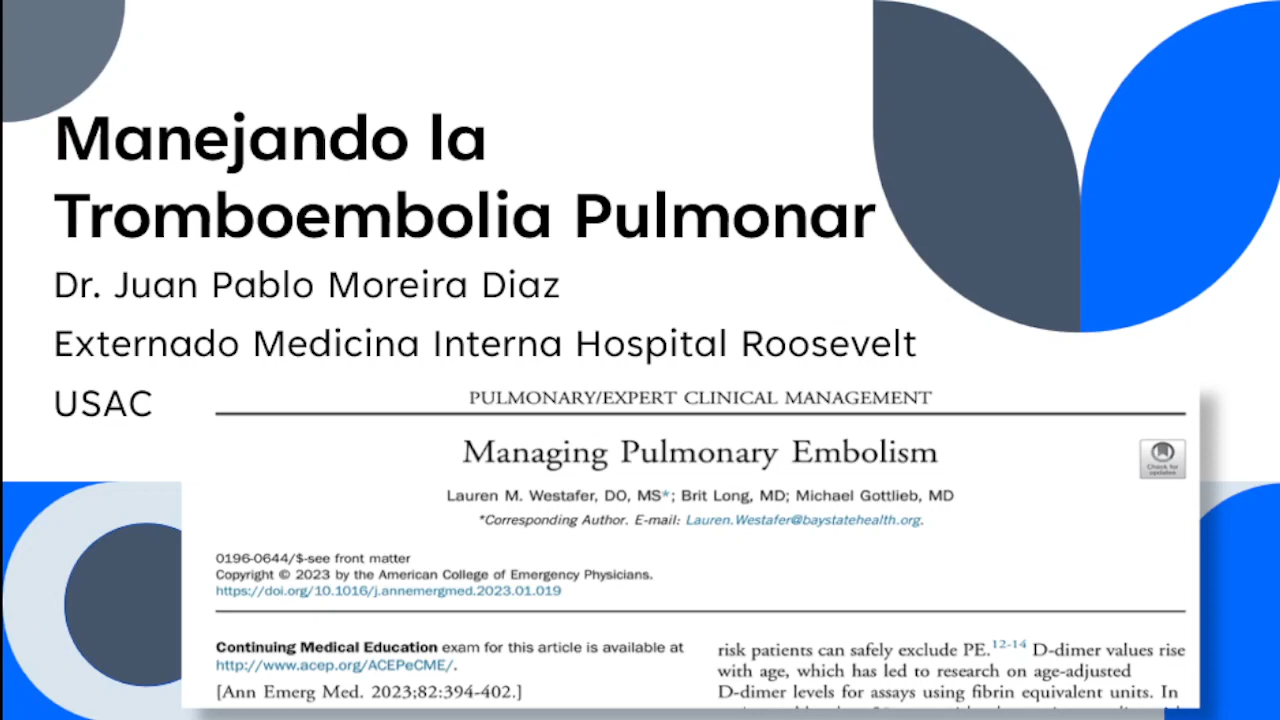 Manejando la
Tromboembolia Pulmonar
Dr. Juan Pablo Moreira Diaz
Externado Medicina Interna Hospital Roosevelt
USAC
PULMONARY/EXPERT CLINICAL MANAGEMENT
Managing Pulmonary Embolism
Check for
updates
Lauren M. Westafer, DO, MS*; Brit Long, MD; Michael Gottlieb, MD
*Corresponding Author. E-mail: Lauren.Westafer@baystatehealth.org.
0196-0644/$-see front matter
Copyright © 2023 by the American College of Emergency Physicians.
https://doi.org/10.1016/j.annemergmed.2023.01.019
Continuing Medical Education exam for this article is available at
http://www.acep.org/ACEPeCME/.
[Ann Emerg Med. 2023;82:394-402.]
risk patients can safely exclude PE.12-14 D-dimer values rise
with age, which has led to research on age-adjusted
D-dimer levels for assays using fibrin equivalent units. In